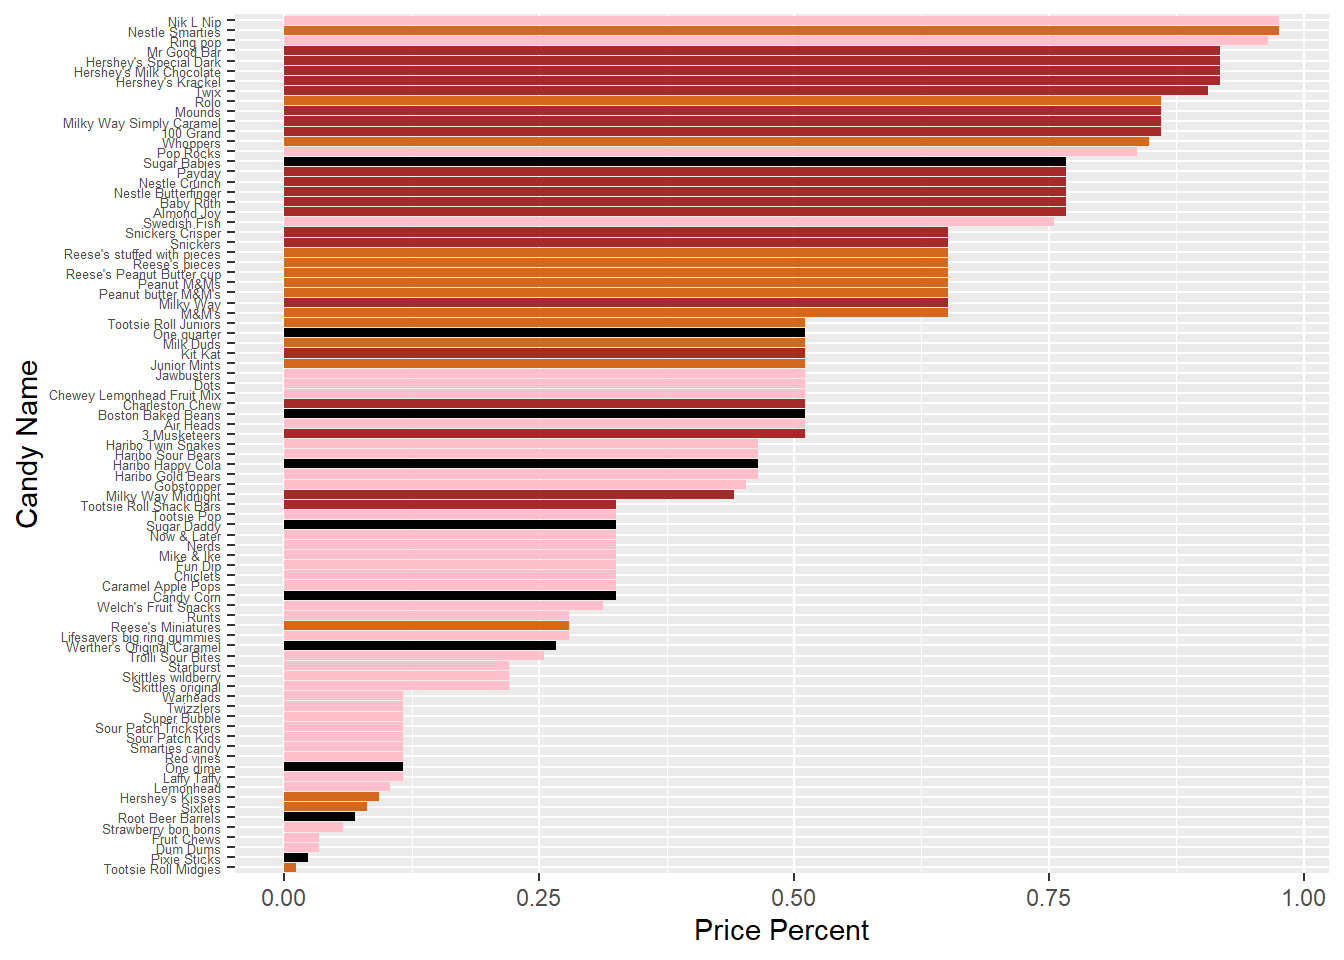 Nik L Nip
Nestle Smarties
Ring pop
Mr Good Bar
Hershey's Special Dark
Hershey's Milk Chocolate
Hershey's Krackel
Twix
Rolo
Mounds
Milky Way Simply Caramel
100 Grand
Whoppers
Pop Rocks
Sugar Babies
Payday
Nestle Crunch
Nestle Butterfinger
Baby Ruth
Almond Joy
Swedish Fish
Snickers Crisper
Snickers
Reese's stuffed with pieces
Reese's pieces
Reese's Peanut Butter cup
Peanut M&Ms
Peanut butter M&M's
Milky Way
M&M's
Tootsie Roll Juniors
One quarter
Milk Duds
Kit Kat
Junior Mints
Jawbusters
Dots
Chewey Lemonhead Fruit Mix
Charleston Chew
Boston Baked Beans
Air Heads
3 Musketeers
Haribo Twin Snakes
Haribo Sour Bears
Haribo Happy Cola
Haribo Gold Bears
Gobstopper
Milky Way Midnight
Tootsie Roll Snack Bars
Tootsie Pop
Sugar Daddy
Now & Later
Nerds
Mike & Ike
Fun Dip
Chiclets
Caramel Apple Pops
Candy Corn
Welch's Fruit Snacks
Runts
Reese's Miniatures
Lifesavers big ring gummies
Werther's Original Caramel
Trolli Sour Bites
Starburst
Skittles wildberry
Skittles original
Warheads
Twizzlers
Super Bubble
Sour Patch Tricksters
Sour Patch Kids
Smarties candy
Red vines
One dime
Laffy Taffy
Lemonhead
Hershey's Kisses
Sixlets
Root Beer Barrels
Strawberry bon bons
Fruit Chews
Dum Dums
Pixie Sticks
Tootsie Roll Midgies
Candy Name
0.00 0.25 0.50 0.75 1.00
Price Percent